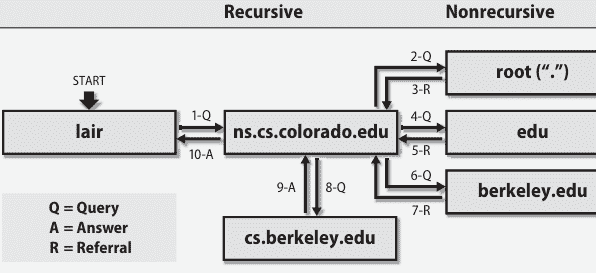 Recursive
Nonrecursive
START
lair
1-Q
10-A
ns.cs.colorado.edu
2-Q
3-R
root (“.”)
4-Q
5-R
edu
6-Q
7-R
berkeley.edu
9-A
8-Q
cs.berkeley.edu
Q = Query
A = Answer
R = Referral